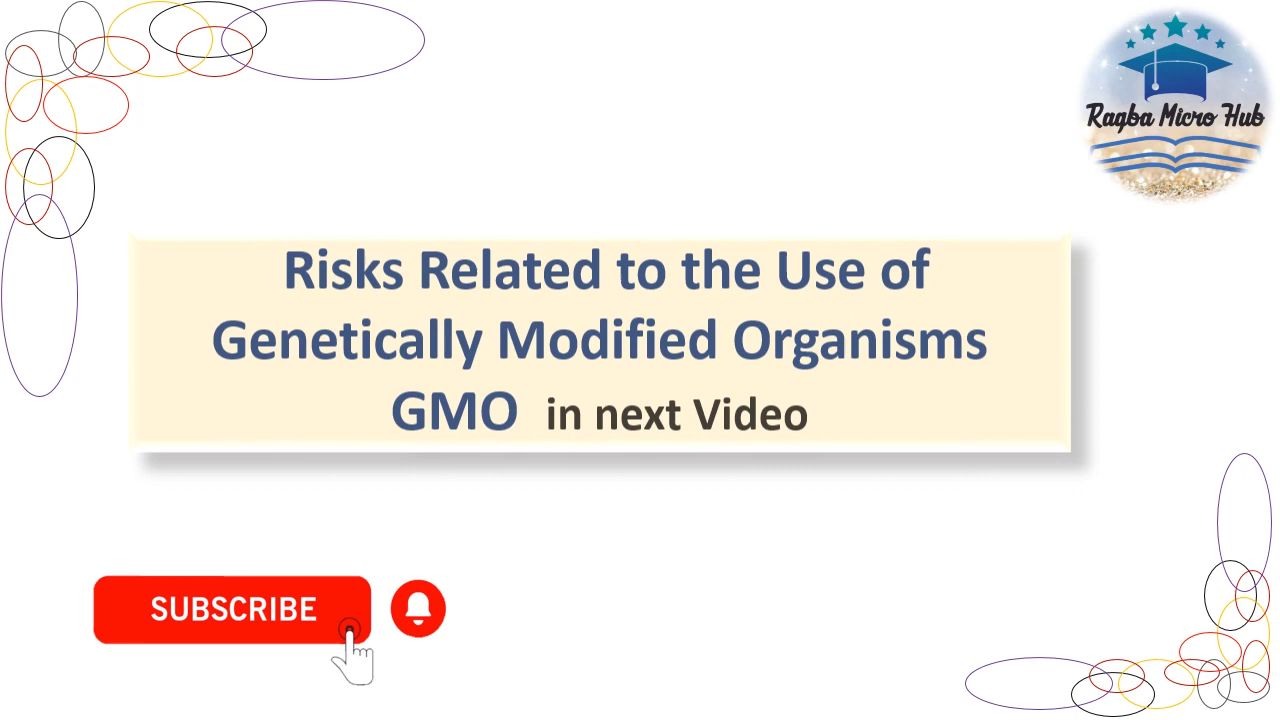 Ragba Micro Hub
Risks Related to the Use of
Genetically Modified Organisms
GMO in next Video
SUBSCRIBE